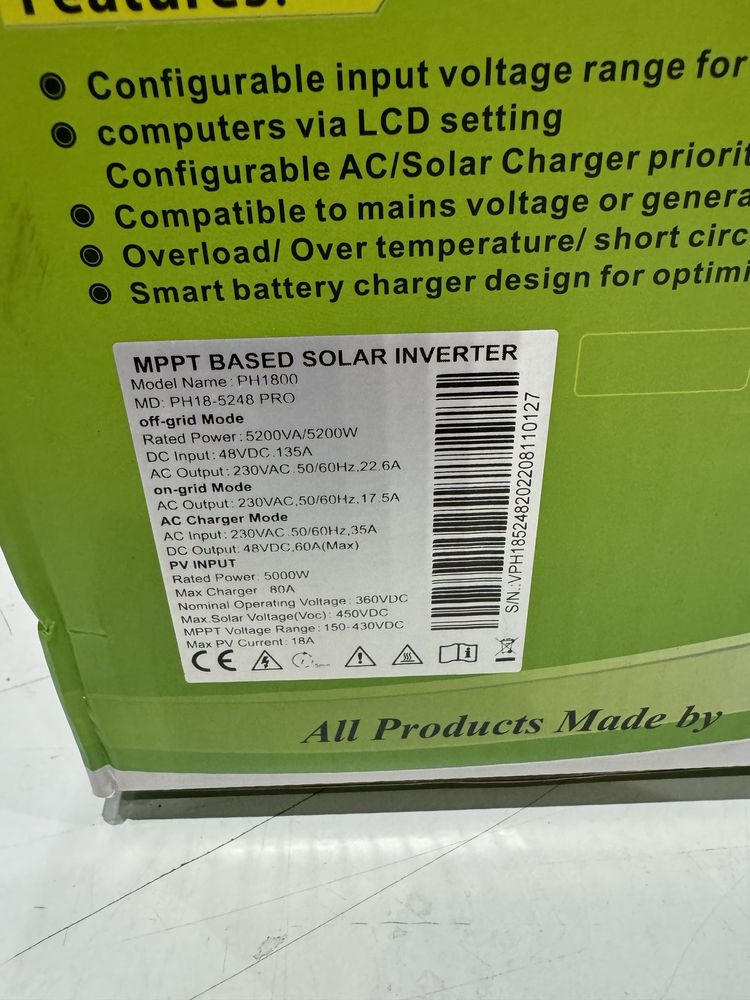 Features:
Configurable input voltage range for
computers via LCD setting
Configurable AC/Solar Charger
Compatible to mains voltage or
Overload/ Over temperature/ short
Smart battery charger design for
MPPT BASED SOLAR INVERTER
Model Name: PH1800
MD: PH18-5248 PRO
off-grid Mode
Rated Power: 5200VA/5200W
DC Input: 48VDC.135A
AC Output: 230VAC.50/60Hz,22.6A
on-grid Mode
AC Output: 230VAC,50/60Hz,17.5A
AC Charger Mode
AC Input: 230VAC.50/60Hz,35A
DC Output: 48VDC,60A(Max)
PV INPUT
Rated Power: 5000W
Max Charger: 80A
Nominal Operating Voltage: 360VDC
Max.Solar Voltage(Voc): 450VDC
MPPT Voltage Range: 150-430VDC
Max PV Current: 18A
CE
S/N.:VPH185248202208110127
All Products Made by